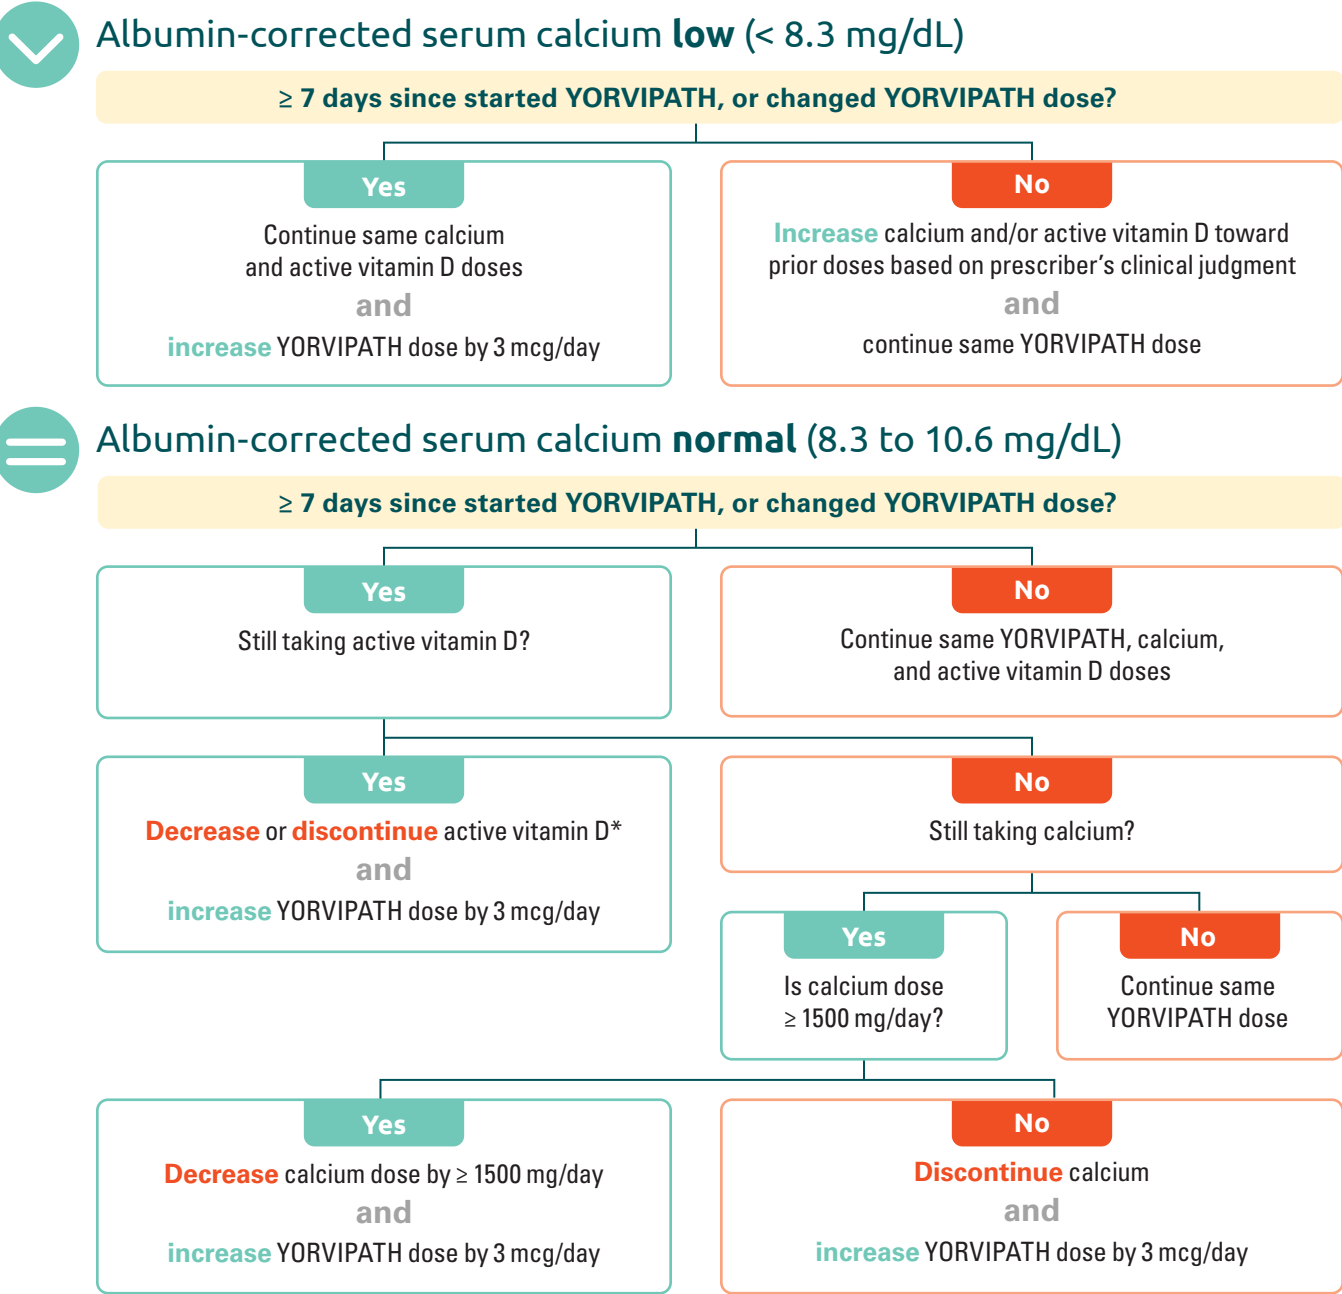 Albumin-corrected serum calcium low (< 8.3 mg/dL)
≥ 7 days since started YORVIPATH, or changed YORVIPATH dose?
Yes
Continue same calcium
and active vitamin D doses
and
increase YORVIPATH dose by 3 mcg/day
No
Increase calcium and/or active vitamin D toward
prior doses based on prescriber’s clinical judgment
and
continue same YORVIPATH dose
Albumin-corrected serum calcium normal (8.3 to 10.6 mg/dL)
≥ 7 days since started YORVIPATH, or changed YORVIPATH dose?
Yes
Still taking active vitamin D?
No
Continue same YORVIPATH, calcium,
and active vitamin D doses
Yes
Decrease or discontinue active vitamin D*
and
increase YORVIPATH dose by 3 mcg/day
No
Still taking calcium?
Yes
Is calcium dose
≥ 1500 mg/day?
No
Continue same
YORVIPATH dose
Yes
Decrease calcium dose by ≥ 1500 mg/day
and
increase YORVIPATH dose by 3 mcg/day
No
Discontinue calcium
and
increase YORVIPATH dose by 3 mcg/day